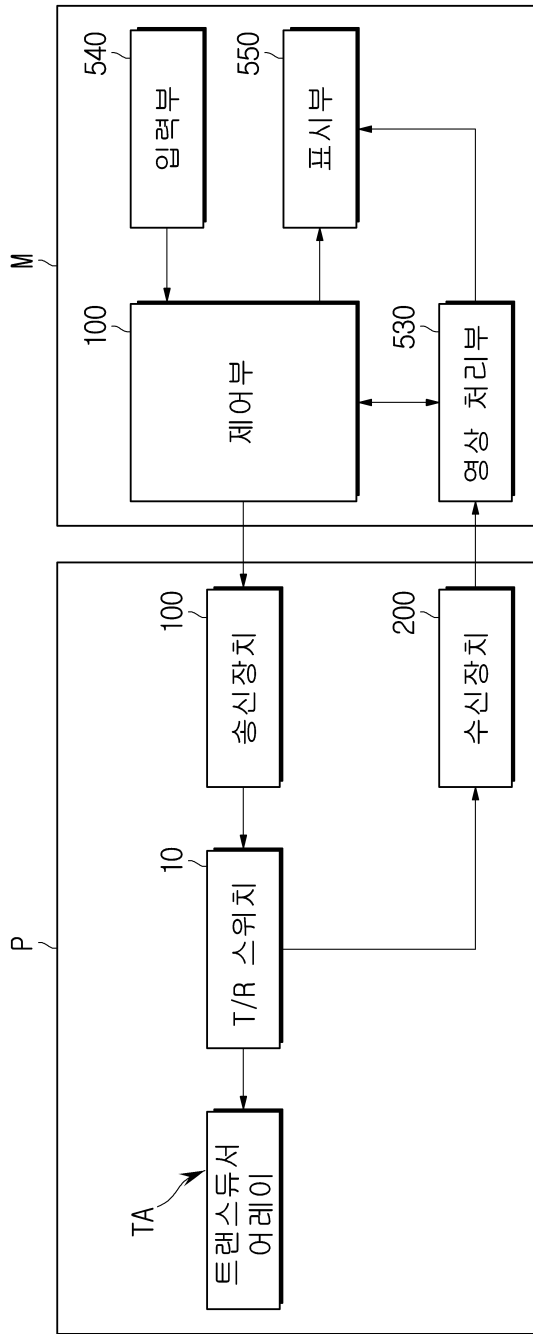 P
M
TA
트랜스듀서
어레이
10
T/R 스위치
100
송신장치
200
수신장치
100
제어부
530
영상 처리부
540
입력부
550
표시부